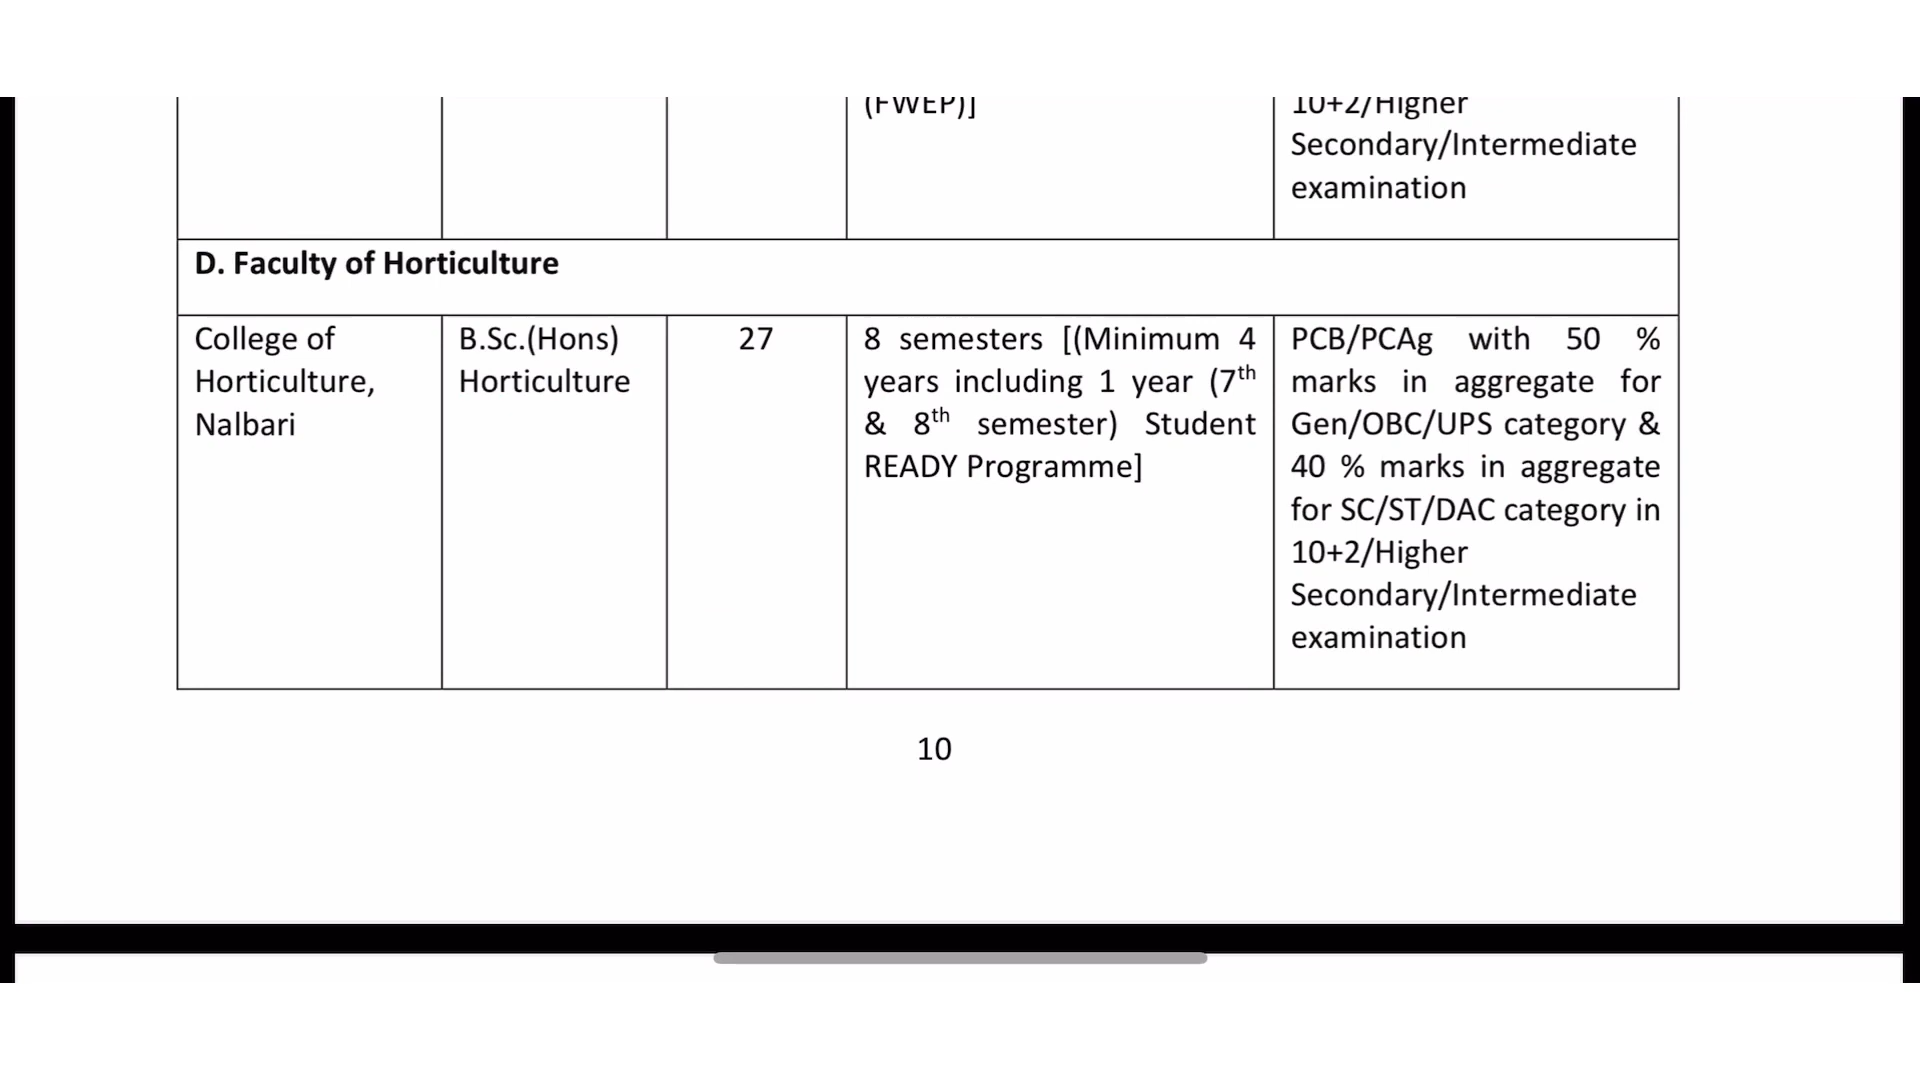 (FWEP)]
10+2/Higher
Secondary/Intermediate
examination
D. Faculty of Horticulture
College of
Horticulture,
Nalbari
B.Sc.(Hons)
Horticulture
27
8 semesters [(Minimum 4
years including 1 year (7th
& 8th semester) Student
READY Programme]
PCB/PCAg with 50 %
marks in aggregate for
Gen/OBC/UPS category &
40 % marks in aggregate
for SC/ST/DAC category in
10+2/Higher
Secondary/Intermediate
examination
10